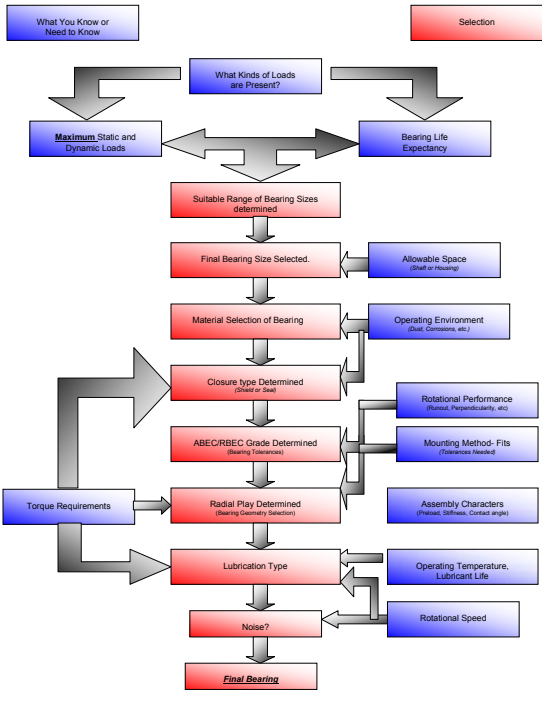 What You Know or
Need to Know
Selection
What Kinds of Loads
are Present?
Maximum Static and
Dynamic Loads
Bearing Life
Expectancy
Suitable Range of Bearing Sizes
determined
Final Bearing Size Selected.
Allowable Space
(Shaft or Housing)
Material Selection of Bearing
Operating Environment
(Dust, Corrosions, etc.)
Closure type Determined
(Shield or Seal)
Rotational Performance
(Runout, Perpendicularity, etc)
ABEC/RBEC Grade Determined
(Bearing Tolerances)
Mounting Method- Fits
(Tolerances Needed)
Torque Requirements
Radial Play Determined
(Bearing Geometry Selection)
Assembly Characters
(Preload, Stiffness, Contact angle)
Lubrication Type
Operating Temperature,
Lubricant Life
Noise?
Rotational Speed
Final Bearing